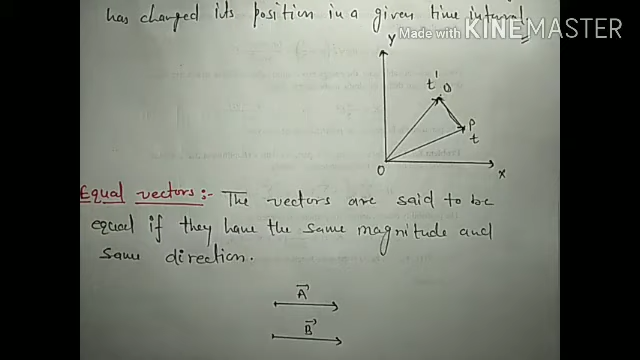 has changed its position in a given time interval
Made with KINEMASTER
Y
t' Q
P
t
O
X
Equal vectors:- The vectors are said to be
equal if they have the same magnitude and
same direction.
A⃗
B⃗